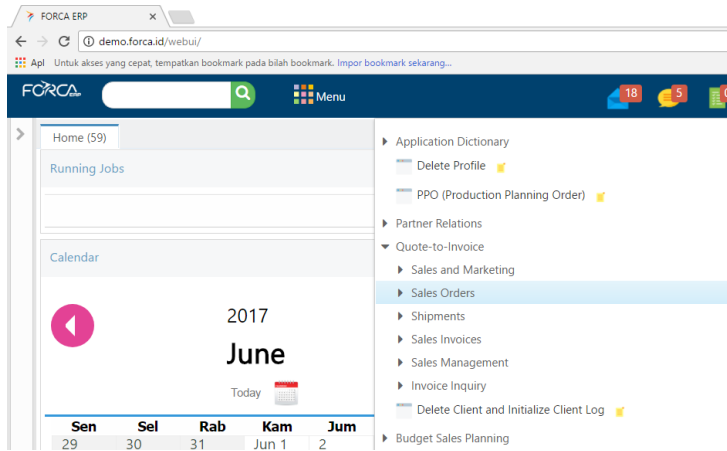 FORCA ERP
demo.forca.id/webui/
Apl Untuk akses yang cepat, tempatkan bookmark pada bilah bookmark. Impor bookmark sekarang...
FORCA ERP Menu 18 5
Home (59)
Running Jobs
Calendar
2017
June
Today
Sen Sel Rab Kam Jum
29 30 31 Jun 1 2
Application Dictionary
Delete Profile
PPO (Production Planning Order)
Partner Relations
Quote-to-Invoice
Sales and Marketing
Sales Orders
Shipments
Sales Invoices
Sales Management
Invoice Inquiry
Delete Client and Initialize Client Log
Budget Sales Planning